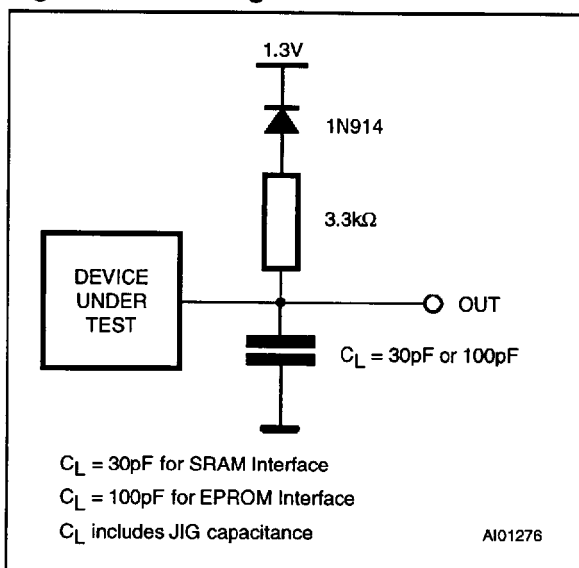 1.3V
1N914
3.3kΩ
DEVICE
UNDER
TEST
OUT
CL = 30pF or 100pF
CL = 30pF for SRAM Interface
CL = 100pF for EPROM Interface
CL includes JIG capacitance
AI01276